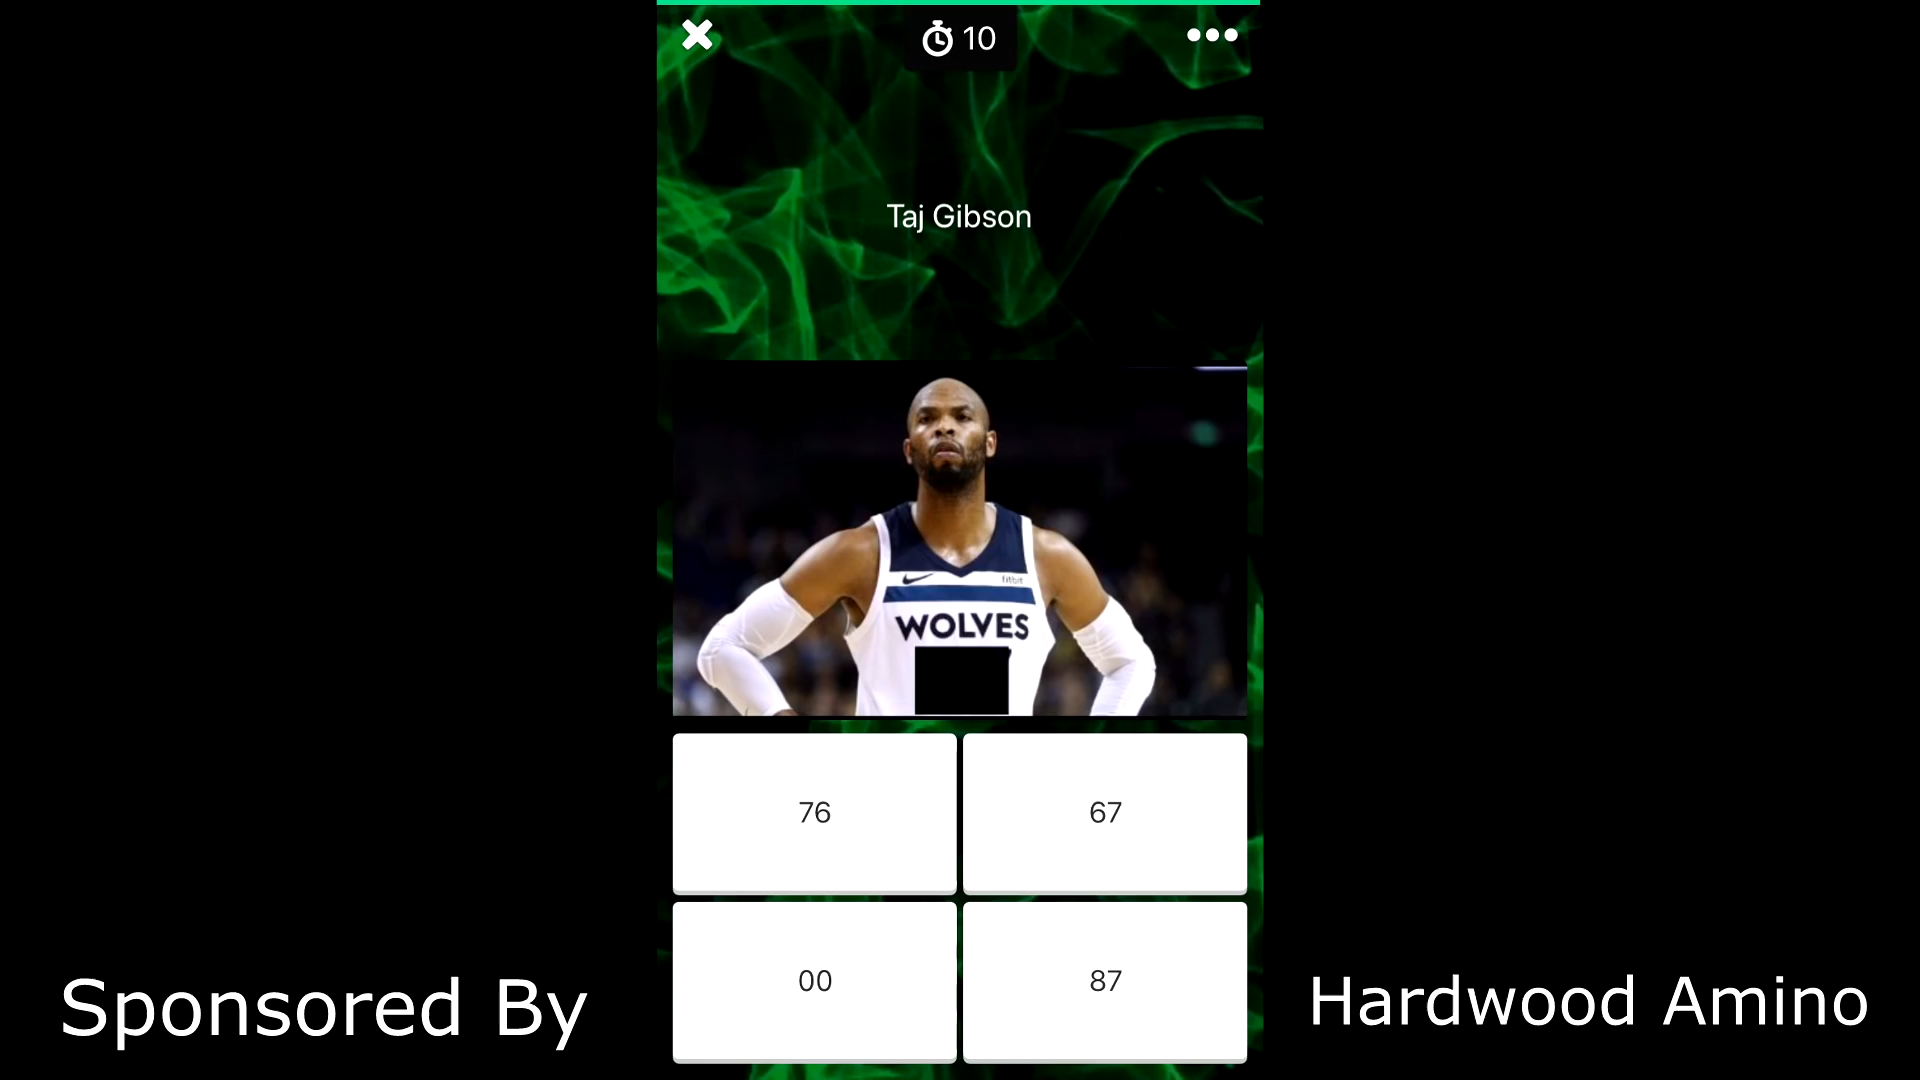 10
Taj Gibson
fitbit
WOLVES
76
67
00
87
Sponsored By
Hardwood Amino